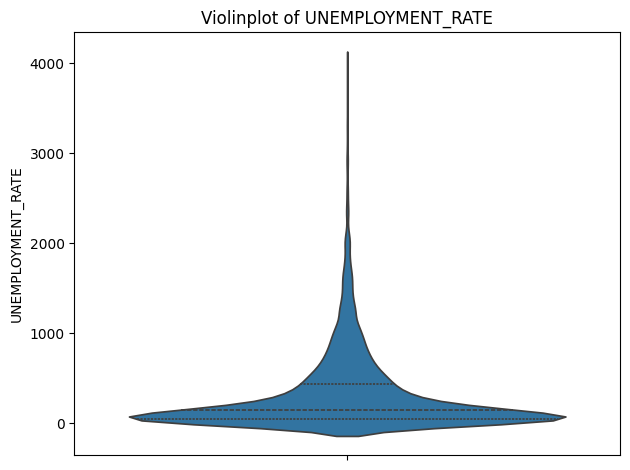 Violinplot of UNEMPLOYMENT_RATE
UNEMPLOYMENT_RATE
4000
3000
2000
1000
0